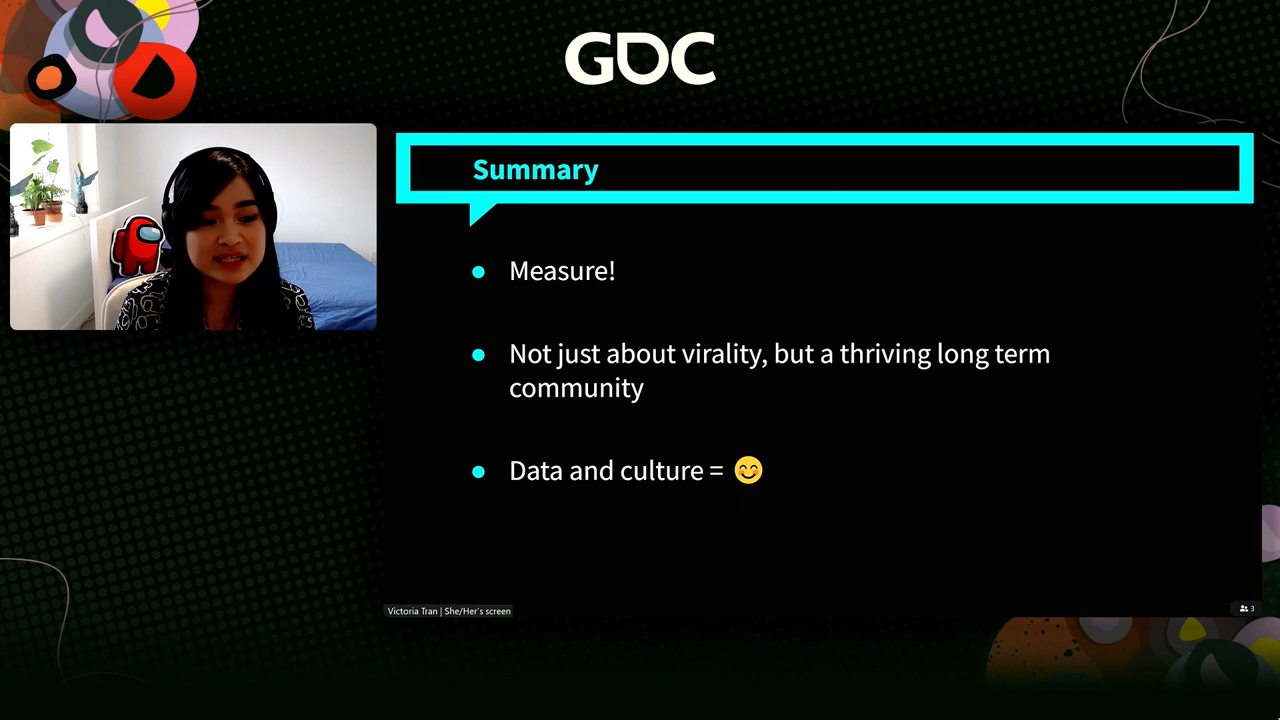 GDC
Summary
Measure!
Not just about virality, but a thriving long term
community
Data and culture = 😊
Victoria Tran | She/Her's screen
3